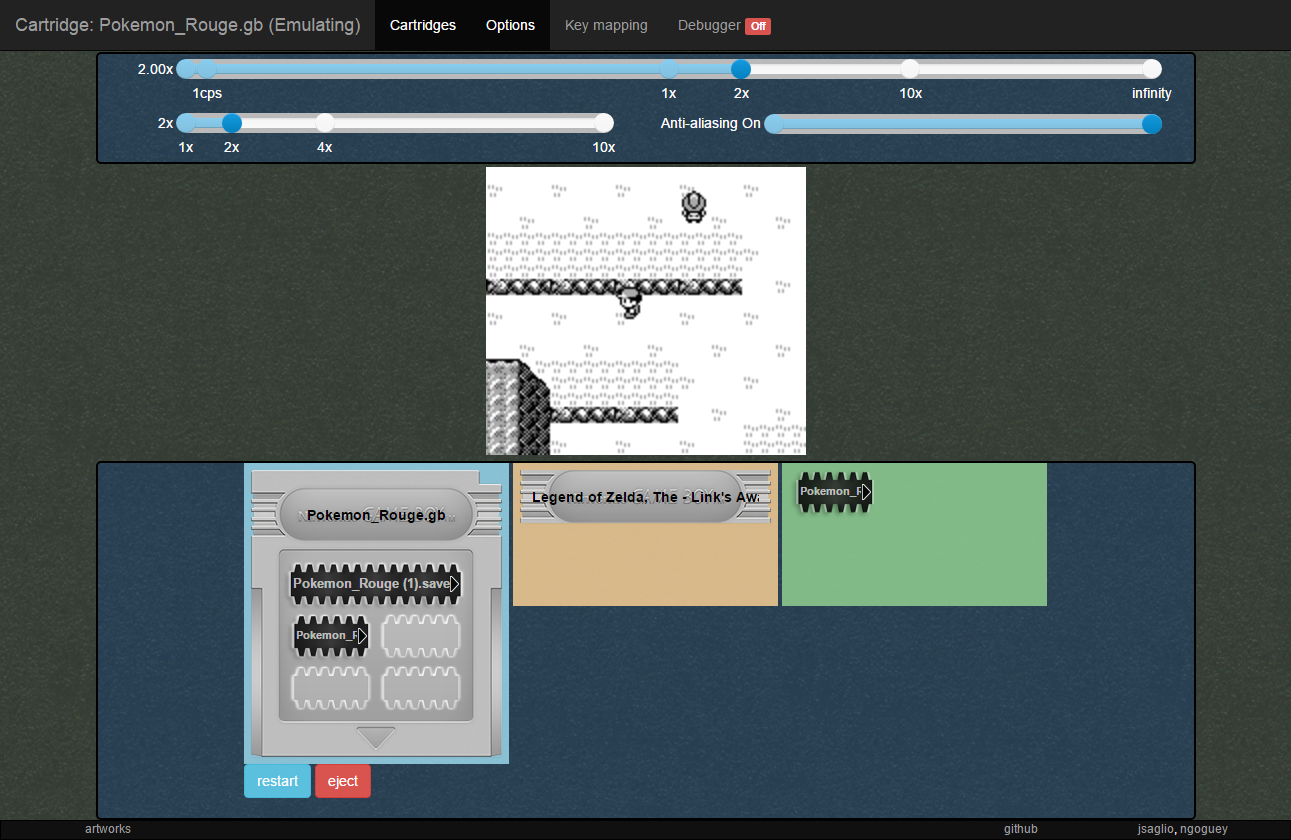 Cartridge: Pokemon_Rouge.gb (Emulating) Cartridges Options Key mapping Debugger Off
2.00x
1cps 1x 2x 10x infinity
2x Anti-aliasing On
1x 2x 4x 10x
Pokemon_Rouge.gb
Legend of Zelda, The - Link's Aw
Pokemon_R
Pokemon_Rouge (1).save
Pokemon_R
restart eject
artworks github jsaglio, ngoguey